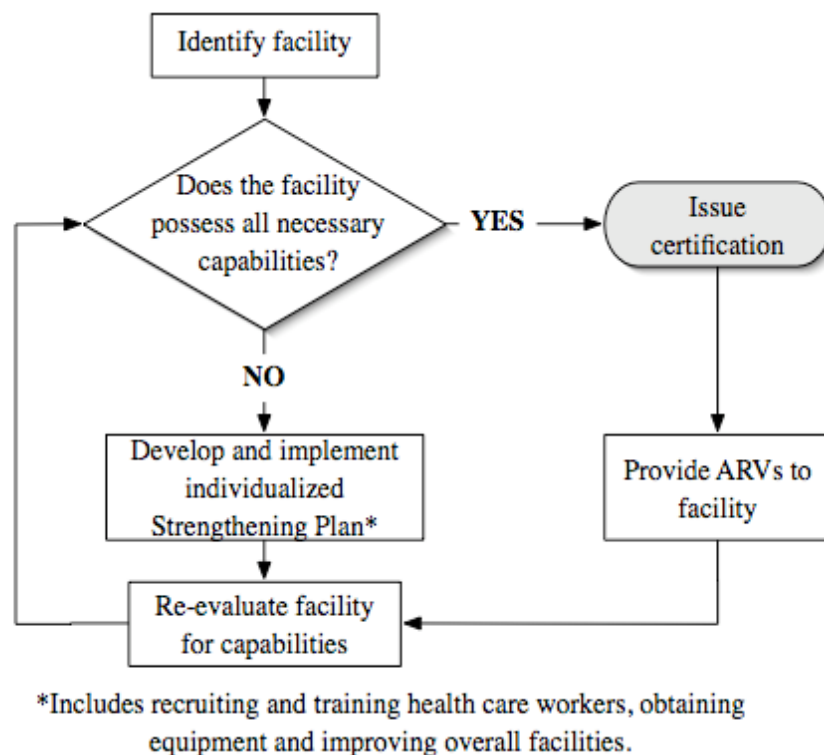 Identify facility
Does the facility
possess all necessary
capabilities?
YES
Issue
certification
NO
Develop and implement
individualized
Strengthening Plan*
Provide ARVs to
facility
Re-evaluate facility
for capabilities
*Includes recruiting and training health care workers, obtaining
equipment and improving overall facilities.